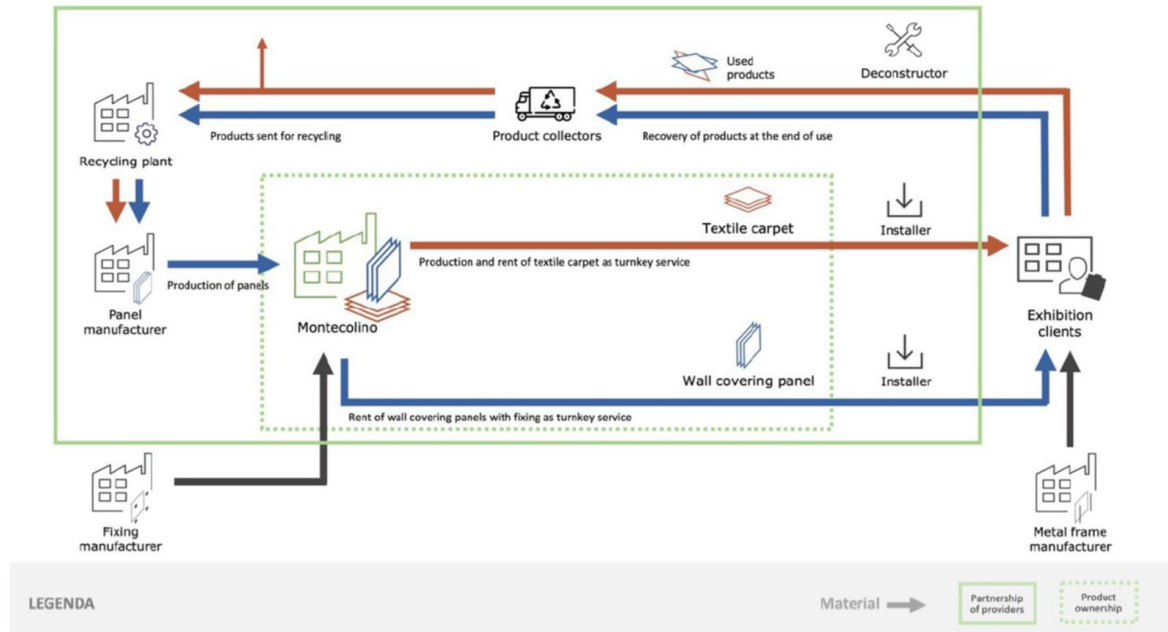 Used
products
Deconstructor
Product collectors
Products sent for recycling
Recovery of products at the end of use
Recycling plant
Textile carpet
Installer
Production and rent of textile carpet as turnkey service
Production of panels
Panel
manufacturer
Montecolino
Exhibition
clients
Wall covering panel
Installer
Rent of wall covering panels with fixing as turnkey service
Fixing
manufacturer
Metal frame
manufacturer
LEGENDA
Material
Partnership
of providers
Product
ownership